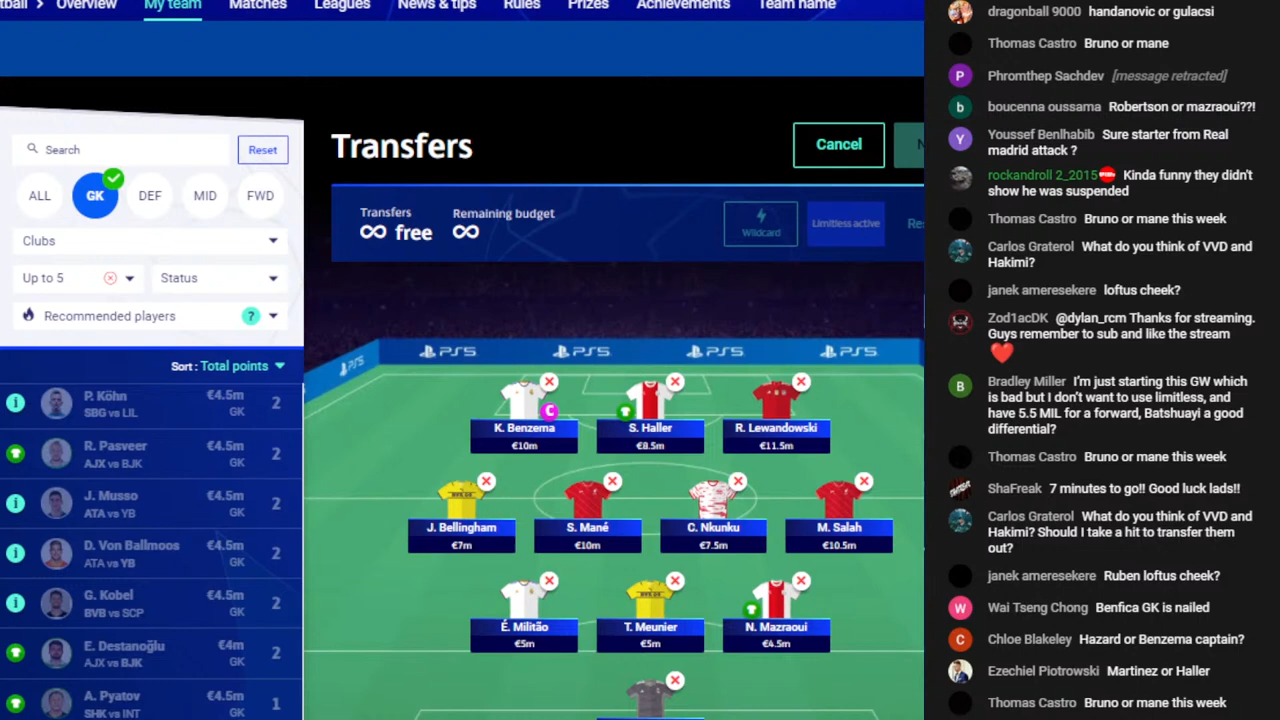 tball > Overview My team Matches Leagues News & tips Rules Prizes Achievements Team name
Search
Reset
ALL GK DEF MID FWD
Clubs
Up to 5
Status
Recommended players ?
Sort : Total points
P. Köhn €4.5m 2
SBG vs LIL GK
R. Pasveer €4.5m 2
AJX vs BJK GK
J. Musso €4.5m 2
ATA vs YB GK
D. Von Ballmoos €4.5m 2
ATA vs YB GK
G. Kobel €4.5m 2
BVB vs SCP GK
E. Destanoğlu €4m 2
AJX vs BJK GK
A. Pyatov €4.5m 1
SHK vs INT GK
Transfers
Cancel
N
Transfers
∞ free
Remaining budget
∞
Wildcard
Limitless active
Re
PS5 PS5 PS5 PS5 PS5
C
K. Benzema
€10m
S. Haller
€8.5m
R. Lewandowski
€11.5m
J. Bellingham
€7m
S. Mané
€10m
C. Nkunku
€7.5m
M. Salah
€10.5m
É. Militão
€5m
T. Meunier
€5m
N. Mazraoui
€4.5m
dragonball 9000 handanovic or gulacsi
Thomas Castro Bruno or mane
P
Phromthep Sachdev [message retracted]
b
boucenna oussama Robertson or mazraoui??!
Y
Youssef Benlhabib Sure starter from Real
madrid attack ?
rockandroll 2_2015 Kinda funny they didn't
show he was suspended
Thomas Castro Bruno or mane this week
Carlos Graterol What do you think of VVD and
Hakimi?
janek ameresekere loftus cheek?
Zod1acDK @dylan_rcm Thanks for streaming.
Guys remember to sub and like the stream
B
Bradley Miller I'm just starting this GW which
is bad but I don't want to use limitless, and
have 5.5 MIL for a forward, Batshuayi a good
differential?
Thomas Castro Bruno or mane this week
ShaFreak 7 minutes to go!! Good luck lads!!
Carlos Graterol What do you think of VVD and
Hakimi? Should I take a hit to transfer them
out?
janek ameresekere Ruben loftus cheek?
W
Wai Tseng Chong Benfica GK is nailed
C
Chloe Blakeley Hazard or Benzema captain?
Ezechiel Piotrowski Martinez or Haller
Thomas Castro Bruno or mane this week